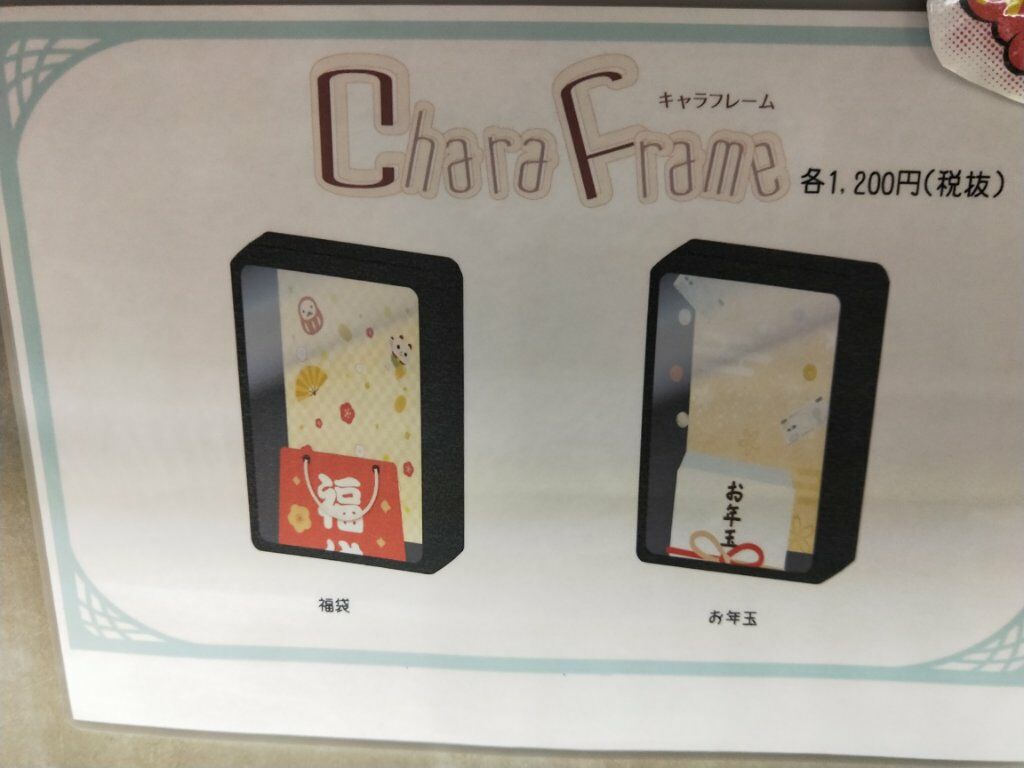 Chara Frame
キャラフレーム
各1,200円(税抜)
福
お年玉
福袋
お年玉